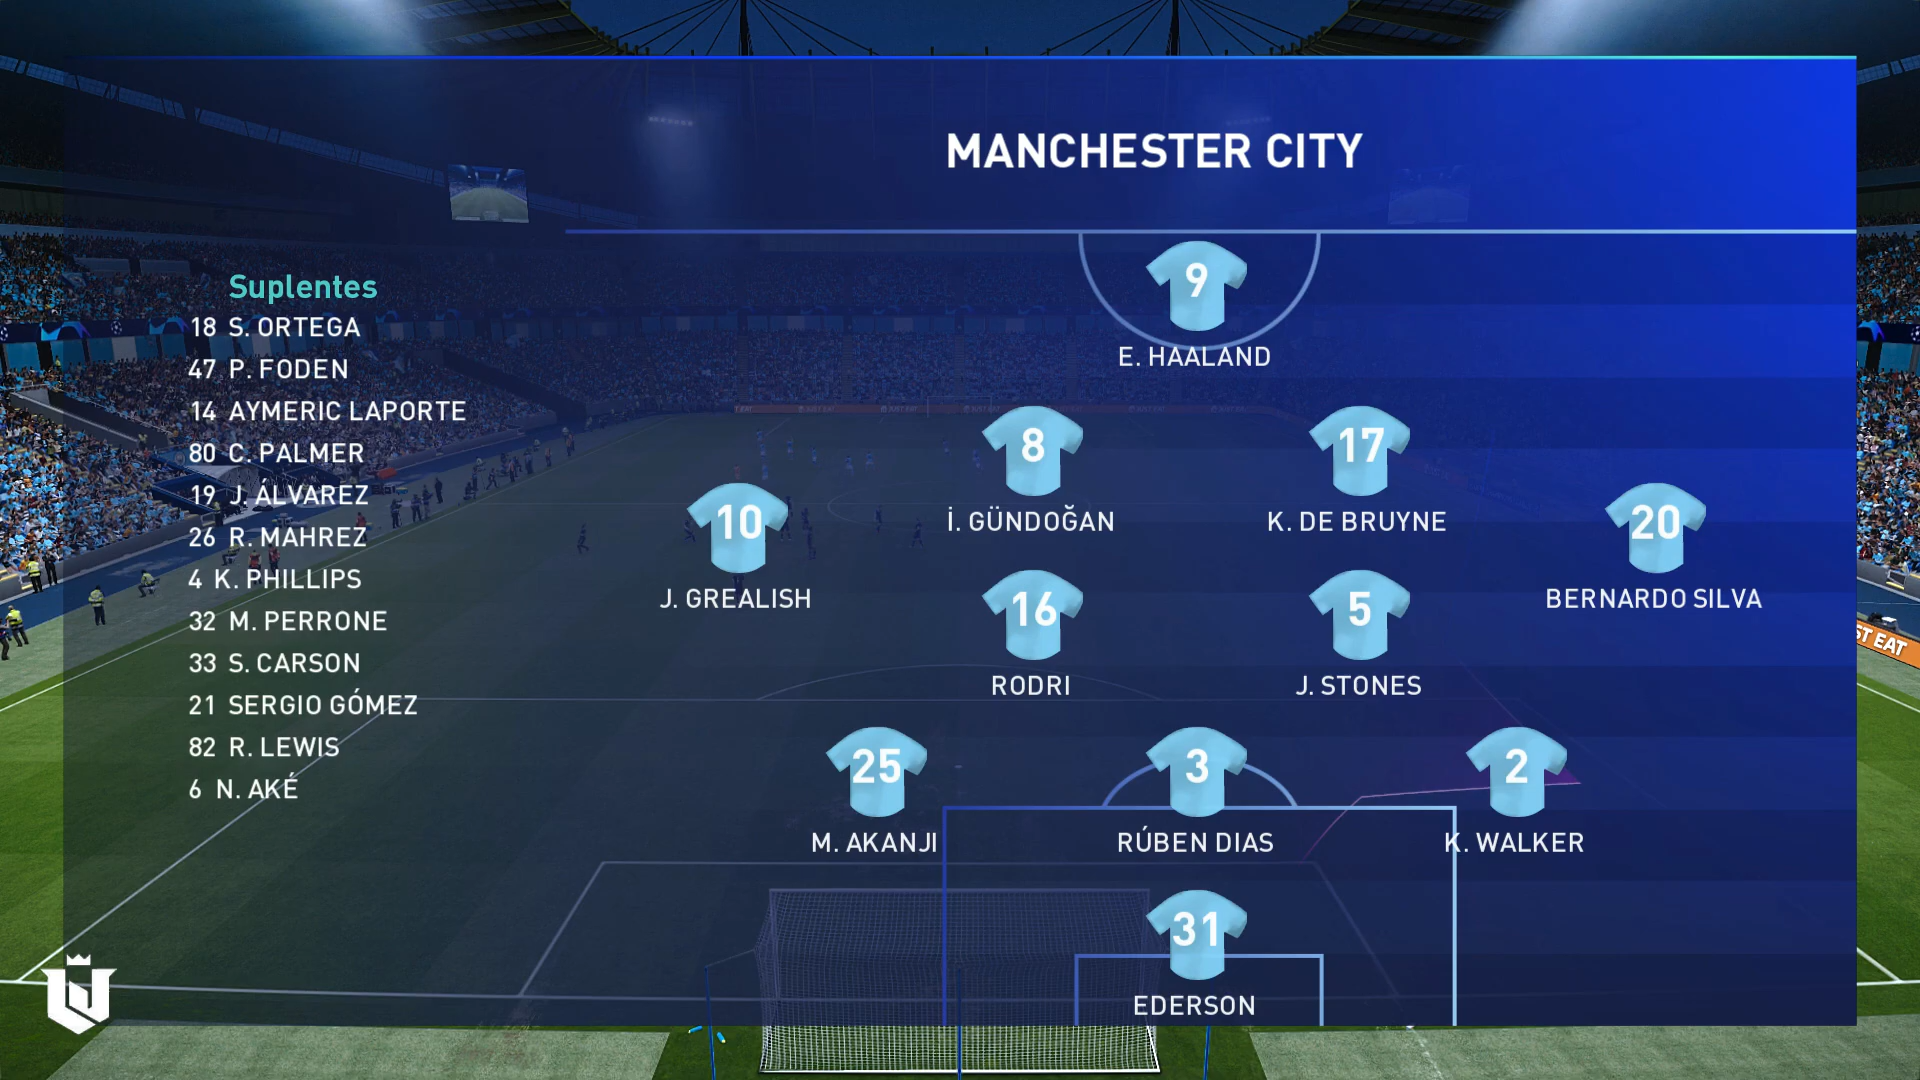 MANCHESTER CITY
Suplentes
18 S. ORTEGA
47 P. FODEN
14 AYMERIC LAPORTE
80 C. PALMER
19 J. ÁLVAREZ
26 R. MAHREZ
4 K. PHILLIPS
32 M. PERRONE
33 S. CARSON
21 SERGIO GÓMEZ
82 R. LEWIS
6 N. AKÉ
9
E. HAALAND
8
İ. GÜNDOĞAN
17
K. DE BRUYNE
10
J. GREALISH
20
BERNARDO SILVA
16
RODRI
5
J. STONES
25
M. AKANJI
3
RÚBEN DIAS
2
K. WALKER
31
EDERSON
ST EAT